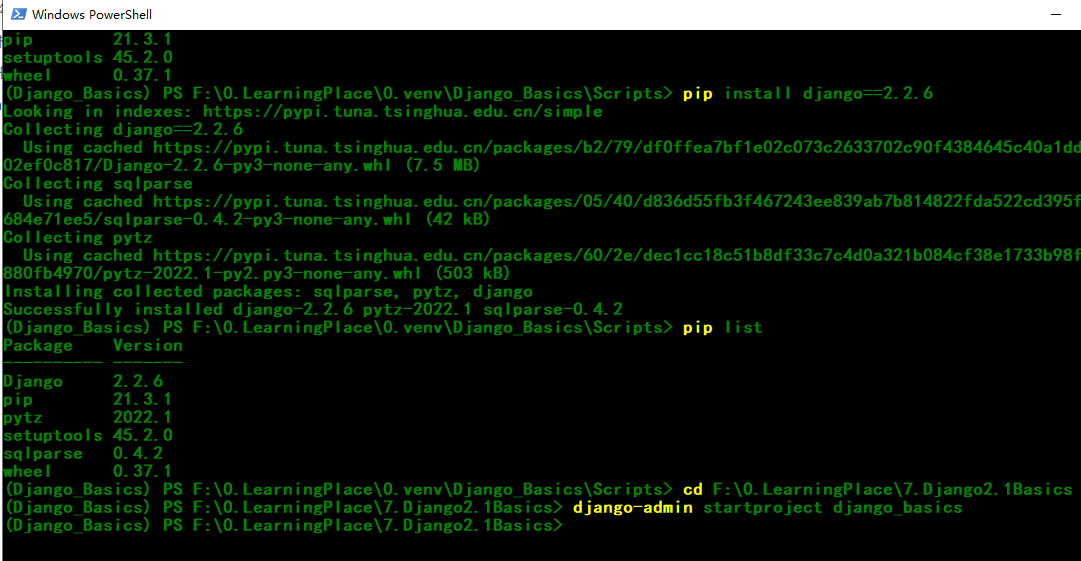 Windows PowerShell
pip        21.3.1
setuptools 45.2.0
wheel      0.37.1
(Django_Basics) PS F:\0.LearningPlace\0.venv\Django_Basics\Scripts> pip install django==2.2.6
Looking in indexes: https://pypi.tuna.tsinghua.edu.cn/simple
Collecting django==2.2.6
  Using cached https://pypi.tuna.tsinghua.edu.cn/packages/b2/79/df0ffea7bf1e02c073c2633702c90f4384645c40a1dd
02ef0c817/Django-2.2.6-py3-none-any.whl (7.5 MB)
Collecting sqlparse
  Using cached https://pypi.tuna.tsinghua.edu.cn/packages/05/40/d836d55fb3f467243ee839ab7b814822fda522cd395f
684e71ee5/sqlparse-0.4.2-py3-none-any.whl (42 kB)
Collecting pytz
  Using cached https://pypi.tuna.tsinghua.edu.cn/packages/60/2e/dec1cc18c51b8df33c7c4d0a321b084cf38e1733b98f
880fb4970/pytz-2022.1-py2.py3-none-any.whl (503 kB)
Installing collected packages: sqlparse, pytz, django
Successfully installed django-2.2.6 pytz-2022.1 sqlparse-0.4.2
(Django_Basics) PS F:\0.LearningPlace\0.venv\Django_Basics\Scripts> pip list
Package    Version
---------- -------
Django     2.2.6
pip        21.3.1
pytz       2022.1
setuptools 45.2.0
sqlparse   0.4.2
wheel      0.37.1
(Django_Basics) PS F:\0.LearningPlace\0.venv\Django_Basics\Scripts> cd F:\0.LearningPlace\7.Django2.1Basics
(Django_Basics) PS F:\0.LearningPlace\7.Django2.1Basics> django-admin startproject django_basics
(Django_Basics) PS F:\0.LearningPlace\7.Django2.1Basics>